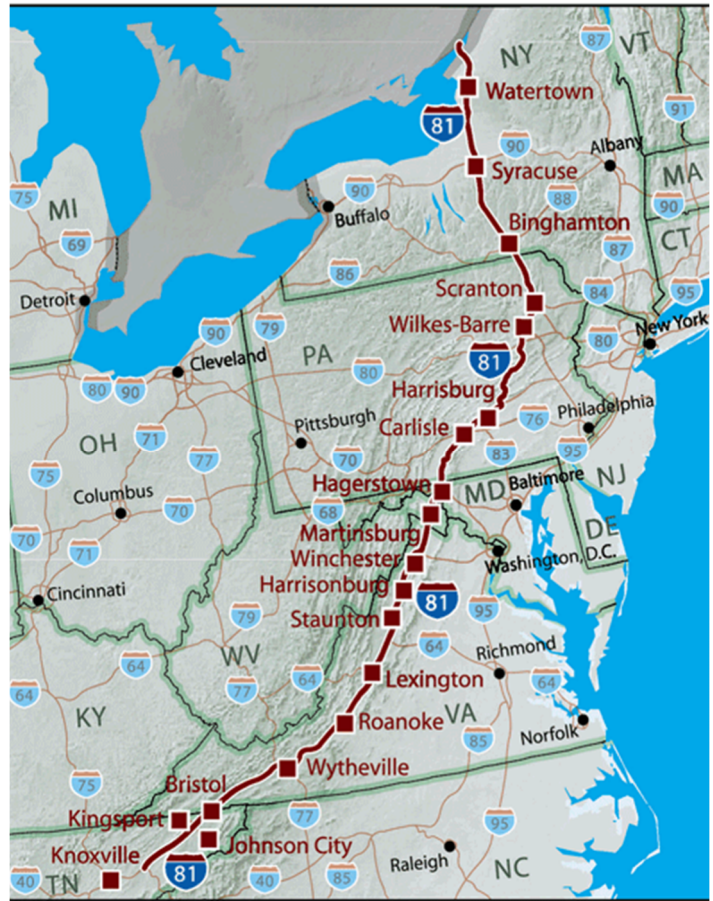 NY
87
VT
Watertown
91
81
90
Albany
Syracuse
75
90
88
MA
MI
Buffalo
90
Binghamton
69
87
CT
86
Scranton
84
95
Detroit
90
79
Wilkes-Barre
New York
Cleveland
PA
80
81
80
80
90
Harrisburg
76
Philadelphia
OH
71
Pittsburgh
Carlisle
75
77
70
83
95
Hagerstown
MD
Baltimore
NJ
Columbus
70
68
DE
70
71
Martinsburg
Winchester
Washington, D.C.
Cincinnati
Harrisonburg
81
95
79
Staunton
64
Richmond
64
WV
64
77
64
64
Lexington
KY
Roanoke
VA
85
Norfolk
75
Wytheville
Bristol
77
95
Kingsport
Johnson City
Knoxville
Raleigh
NC
40
TN
81
40
85